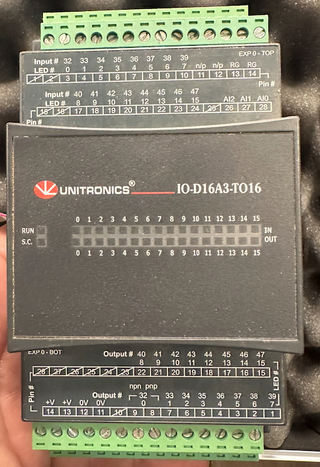 EXP 0 - TOP
Input # 32 33 34 35 36 37 38 39
LED # 0 1 2 3 4 5 6 7 n/p n/p RG RG
1 2 3 4 5 6 7 8 9 10 11 12 13 14
Pin #
Input # 40 41 42 43 44 45 46 47
LED # 8 9 10 11 12 13 14 15 AI2 AI1 AI0
15 16 17 18 19 20 21 22 23 24 25 26 27 28
Pin #
UNITRONICS® IO-D16A3-TO16
0 1 2 3 4 5 6 7 8 9 10 11 12 13 14 15
RUN IN
S.C. OUT
0 1 2 3 4 5 6 7 8 9 10 11 12 13 14 15
EXP 0 - BOT
Output # 40 41 42 43 44 45 46 47
8 9 10 11 12 13 14 15
LED #
28 27 26 25 24 23 22 21 20 19 18 17 16 15
Pin #
npn pnp
Output # 32 33 34 35 36 37 38 39
+V +V 0V 0V 0 1 2 3 4 5 6 7
14 13 12 11 10 9 8 7 6 5 4 3 2 1